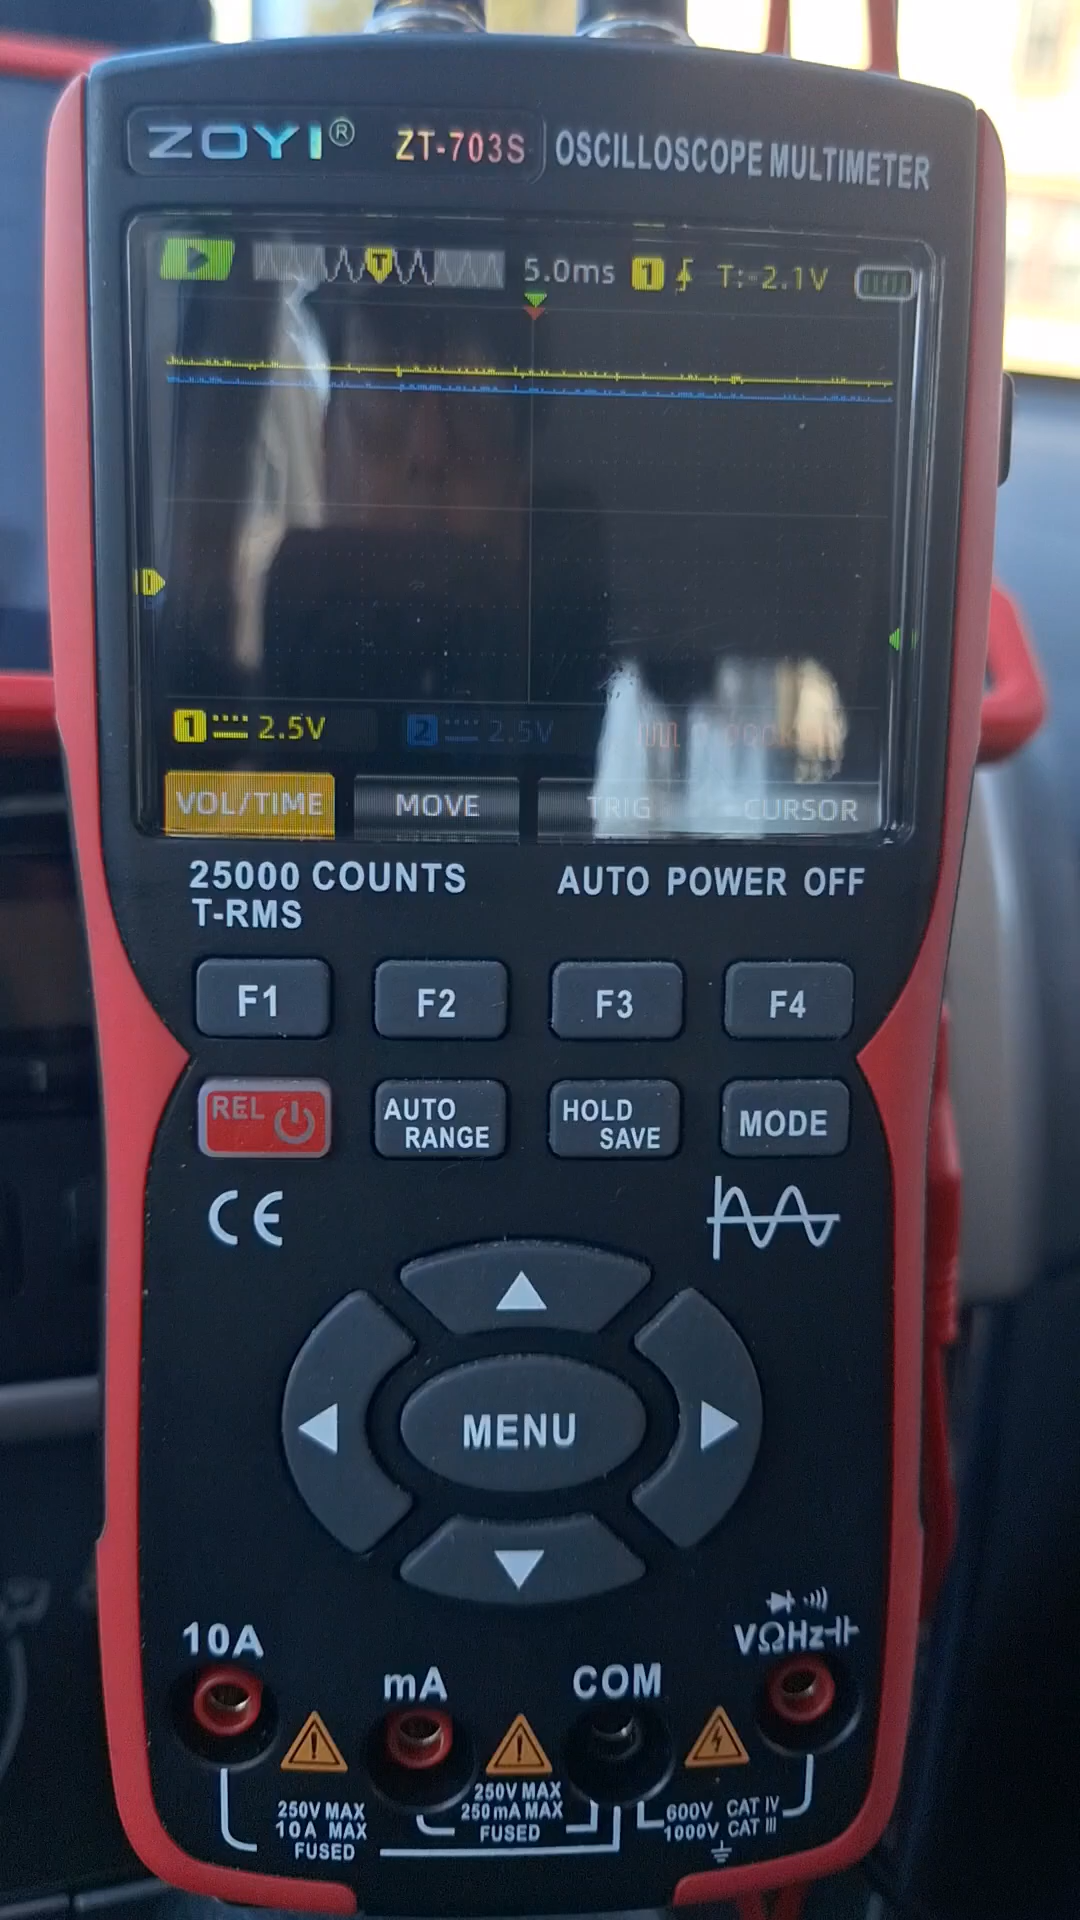 ZOYI® ZT-703S OSCILLOSCOPE MULTIMETER
T 5.0ms 1 T:-2.1V
1 2.5V 2 2.5V
VOL/TIME MOVE TRIG CURSOR
25000 COUNTS AUTO POWER OFF
T-RMS
F1 F2 F3 F4
REL AUTO RANGE HOLD SAVE MODE
CE
MENU
10A mA COM VΩHz
250V MAX
10A MAX
FUSED
250V MAX
250mA MAX
FUSED
600V CAT IV
1000V CAT III